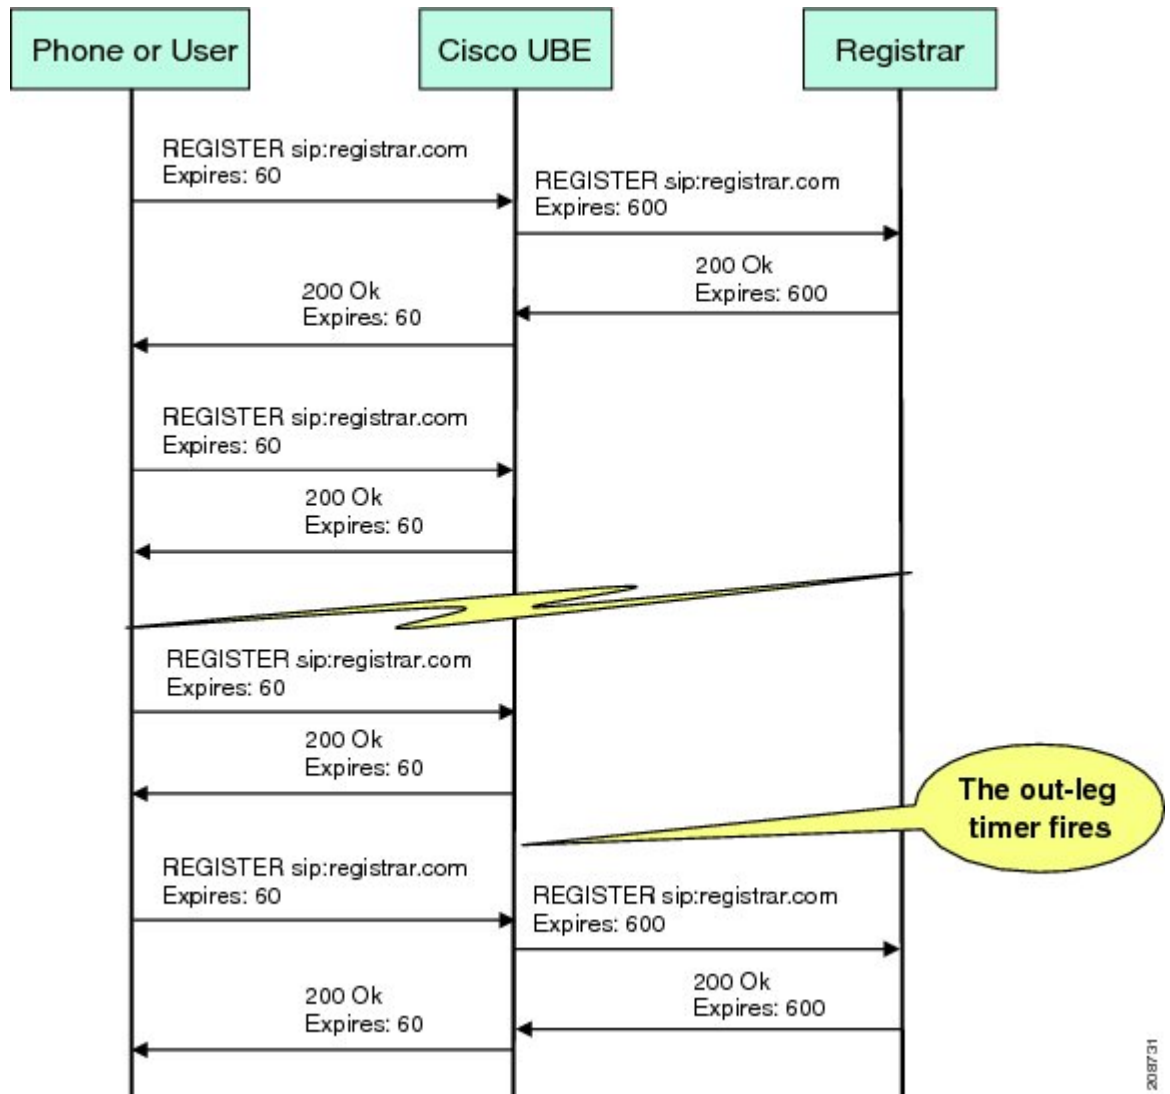 Phone or User
Cisco UBE
Registrar
REGISTER sip:registrar.com
Expires: 60
REGISTER sip:registrar.com
Expires: 600
200 Ok
Expires: 600
200 Ok
Expires: 60
REGISTER sip:registrar.com
Expires: 60
200 Ok
Expires: 60
REGISTER sip:registrar.com
Expires: 60
200 Ok
Expires: 60
The out-leg
timer fires
REGISTER sip:registrar.com
Expires: 60
REGISTER sip:registrar.com
Expires: 600
200 Ok
Expires: 600
200 Ok
Expires: 60
208731